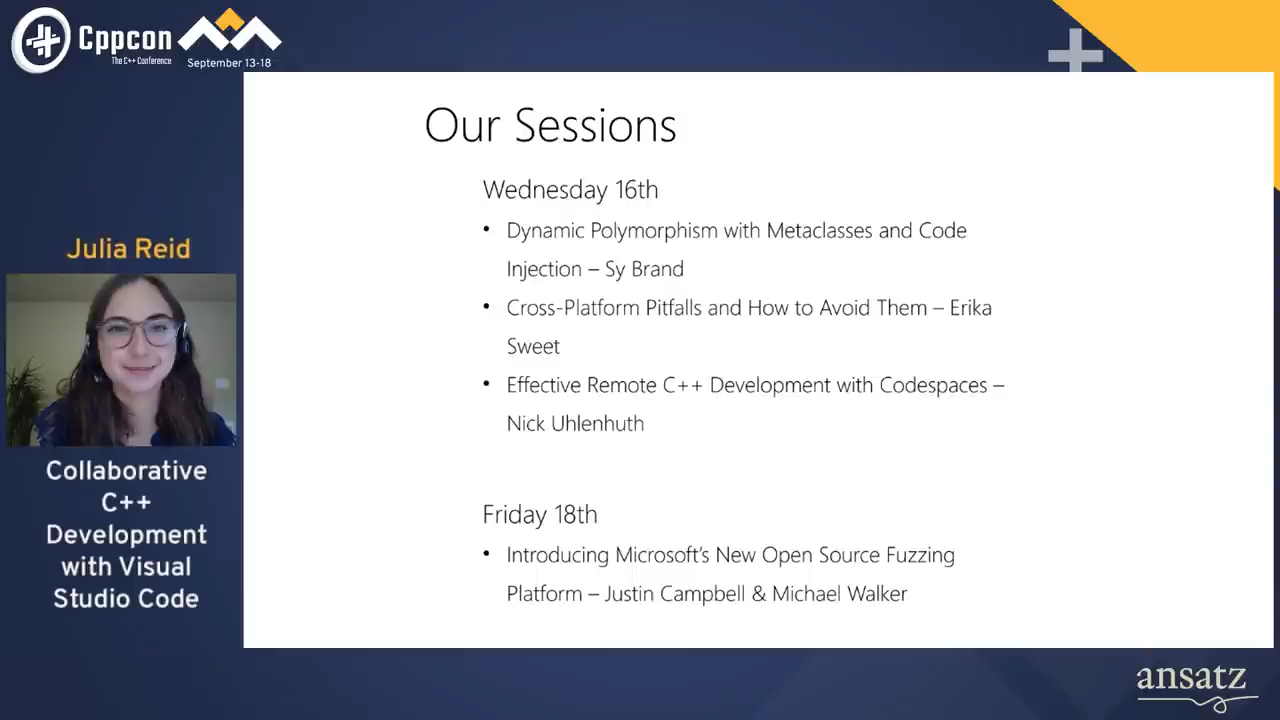 Cppcon
The C++ Conference
September 13-18
Our Sessions
Wednesday 16th
• Dynamic Polymorphism with Metaclasses and Code
Injection – Sy Brand
• Cross-Platform Pitfalls and How to Avoid Them – Erika
Sweet
• Effective Remote C++ Development with Codespaces –
Nick Uhlenhuth
Friday 18th
• Introducing Microsoft's New Open Source Fuzzing
Platform – Justin Campbell & Michael Walker
Julia Reid
Collaborative
C++
Development
with Visual
Studio Code
ansatz